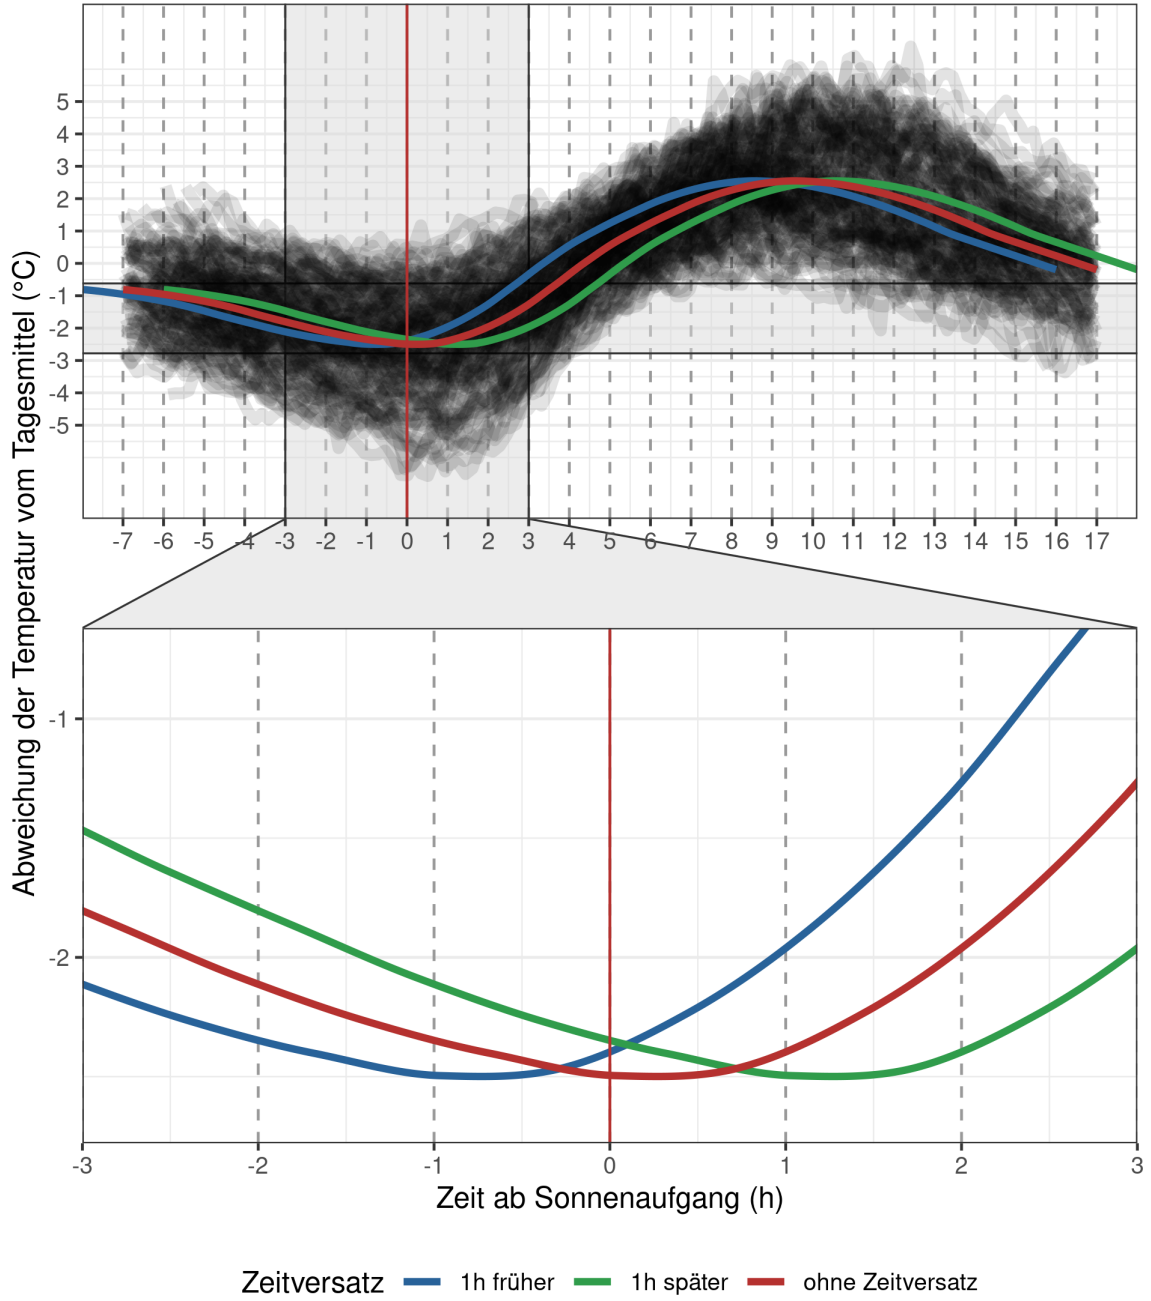 Abweichung der Temperatur vom Tagesmittel (°C)
5
4
3
2
1
0
-1
-2
-3
-4
-5
-7 -6 -5 -4 -3 -2 -1 0 1 2 3 4 5 6 7 8 9 10 11 12 13 14 15 16 17
-1
-2
-3 -2 -1 0 1 2 3
Zeit ab Sonnenaufgang (h)
Zeitversatz 1h früher 1h später ohne Zeitversatz